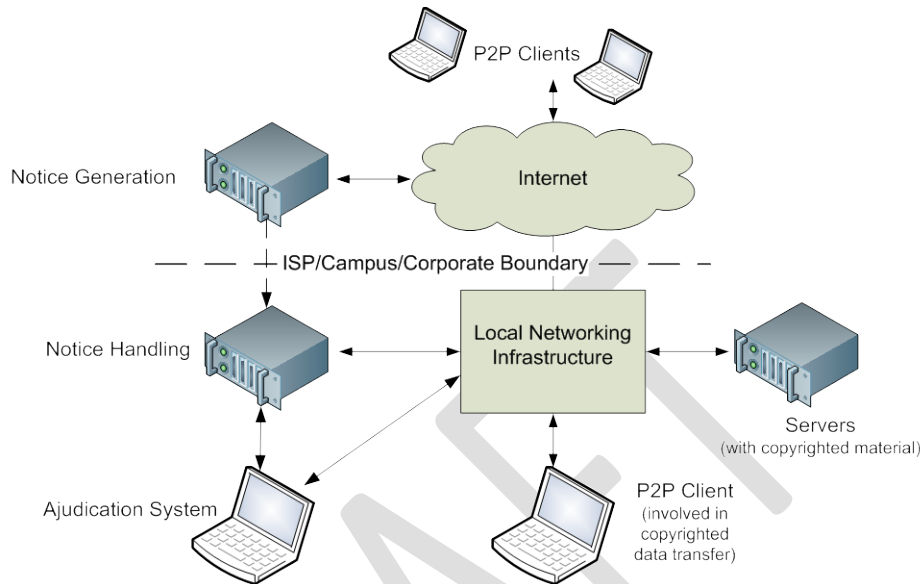 P2P Clients
Notice Generation
Internet
ISP/Campus/Corporate Boundary
Notice Handling
Local Networking
Infrastructure
Servers
(with copyrighted material)
Ajudication System
P2P Client
(involved in
copyrighted
data transfer)